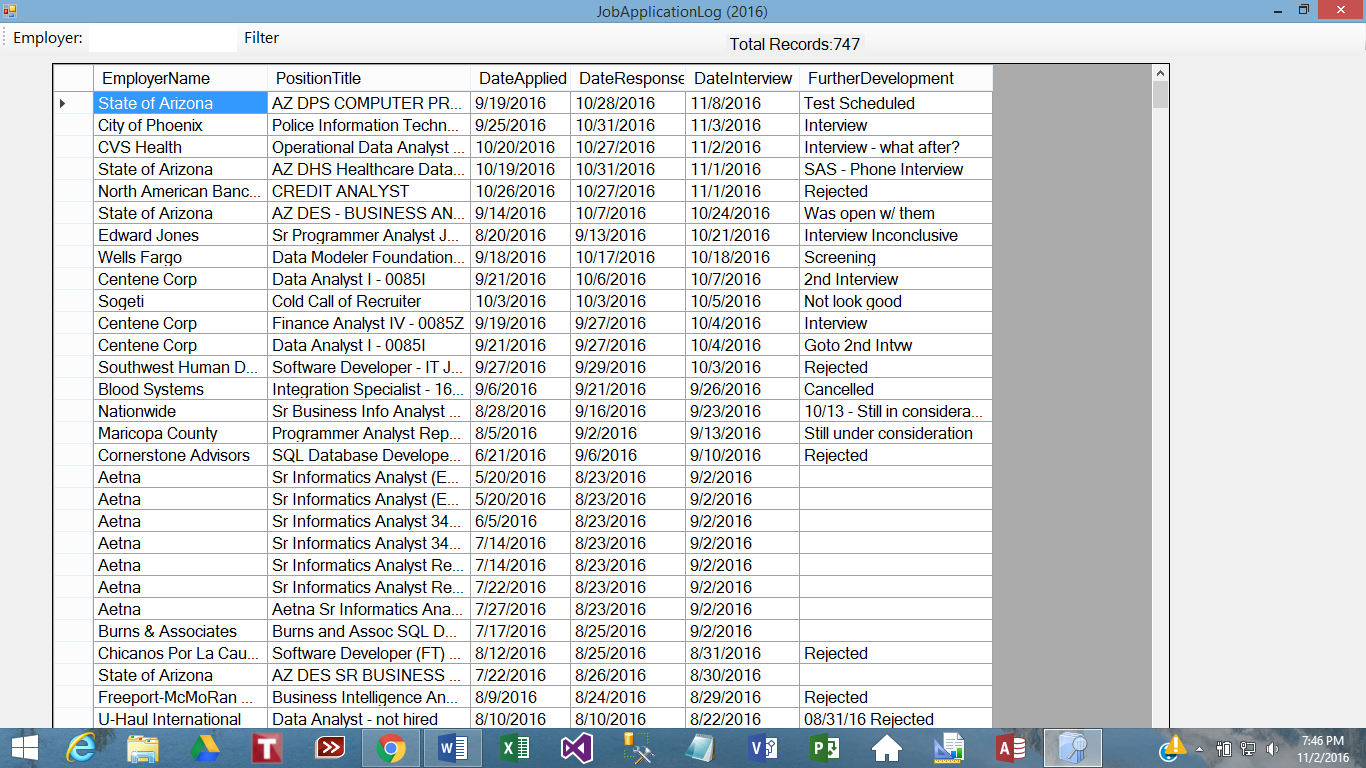 JobApplicationLog (2016)
Employer: Filter Total Records:747
EmployerName PositionTitle DateApplied DateResponse DateInterview FurtherDevelopment
State of Arizona AZ DPS COMPUTER PR... 9/19/2016 10/28/2016 11/8/2016 Test Scheduled
City of Phoenix Police Information Techn... 9/25/2016 10/31/2016 11/3/2016 Interview
CVS Health Operational Data Analyst ... 10/20/2016 10/27/2016 11/2/2016 Interview - what after?
State of Arizona AZ DHS Healthcare Data... 10/19/2016 10/31/2016 11/1/2016 SAS - Phone Interview
North American Banc... CREDIT ANALYST 10/26/2016 10/27/2016 11/1/2016 Rejected
State of Arizona AZ DES - BUSINESS AN... 9/14/2016 10/7/2016 10/24/2016 Was open w/ them
Edward Jones Sr Programmer Analyst J... 8/20/2016 9/13/2016 10/21/2016 Interview Inconclusive
Wells Fargo Data Modeler Foundation... 9/18/2016 10/17/2016 10/18/2016 Screening
Centene Corp Data Analyst I - 0085I 9/21/2016 10/6/2016 10/7/2016 2nd Interview
Sogeti Cold Call of Recruiter 10/3/2016 10/3/2016 10/5/2016 Not look good
Centene Corp Finance Analyst IV - 0085Z 9/19/2016 9/27/2016 10/4/2016 Interview
Centene Corp Data Analyst I - 0085I 9/21/2016 9/27/2016 10/4/2016 Goto 2nd Intvw
Southwest Human D... Software Developer - IT J... 9/27/2016 9/29/2016 10/3/2016 Rejected
Blood Systems Integration Specialist - 16... 9/6/2016 9/21/2016 9/26/2016 Cancelled
Nationwide Sr Business Info Analyst ... 8/28/2016 9/16/2016 9/23/2016 10/13 - Still in considera...
Maricopa County Programmer Analyst Rep... 8/5/2016 9/2/2016 9/13/2016 Still under consideration
Cornerstone Advisors SQL Database Develope... 6/21/2016 9/6/2016 9/10/2016 Rejected
Aetna Sr Informatics Analyst (E... 5/20/2016 8/23/2016 9/2/2016
Aetna Sr Informatics Analyst (E... 5/20/2016 8/23/2016 9/2/2016
Aetna Sr Informatics Analyst 34... 6/5/2016 8/23/2016 9/2/2016
Aetna Sr Informatics Analyst 34... 7/14/2016 8/23/2016 9/2/2016
Aetna Sr Informatics Analyst Re... 7/14/2016 8/23/2016 9/2/2016
Aetna Sr Informatics Analyst Re... 7/22/2016 8/23/2016 9/2/2016
Aetna Aetna Sr Informatics Ana... 7/27/2016 8/23/2016 9/2/2016
Burns & Associates Burns and Assoc SQL D... 7/17/2016 8/25/2016 9/2/2016
Chicanos Por La Cau... Software Developer (FT) ... 8/12/2016 8/25/2016 8/31/2016 Rejected
State of Arizona AZ DES SR BUSINESS ... 7/22/2016 8/26/2016 8/30/2016
Freeport-McMoRan ... Business Intelligence An... 8/9/2016 8/24/2016 8/29/2016 Rejected
U-Haul International Data Analyst - not hired 8/10/2016 8/10/2016 8/22/2016 08/31/16 Rejected
7:46 PM
11/2/2016